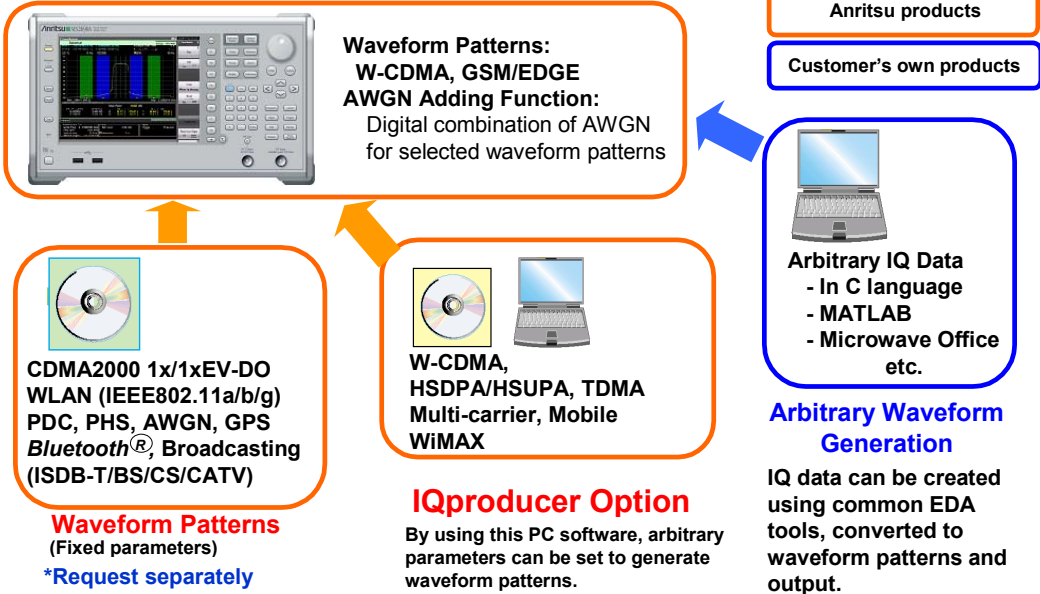 Anritsu products
Customer's own products
Anritsu
Waveform Patterns:
W-CDMA, GSM/EDGE
AWGN Adding Function:
Digital combination of AWGN
for selected waveform patterns
CDMA2000 1x/1xEV-DO
WLAN (IEEE802.11a/b/g)
PDC, PHS, AWGN, GPS
Bluetooth®, Broadcasting
(ISDB-T/BS/CS/CATV)
Waveform Patterns
(Fixed parameters)
*Request separately
W-CDMA,
HSDPA/HSUPA, TDMA
Multi-carrier, Mobile
WiMAX
IQproducer Option
By using this PC software, arbitrary
parameters can be set to generate
waveform patterns.
Arbitrary IQ Data
- In C language
- MATLAB
- Microwave Office
etc.
Arbitrary Waveform
Generation
IQ data can be created
using common EDA
tools, converted to
waveform patterns and
output.